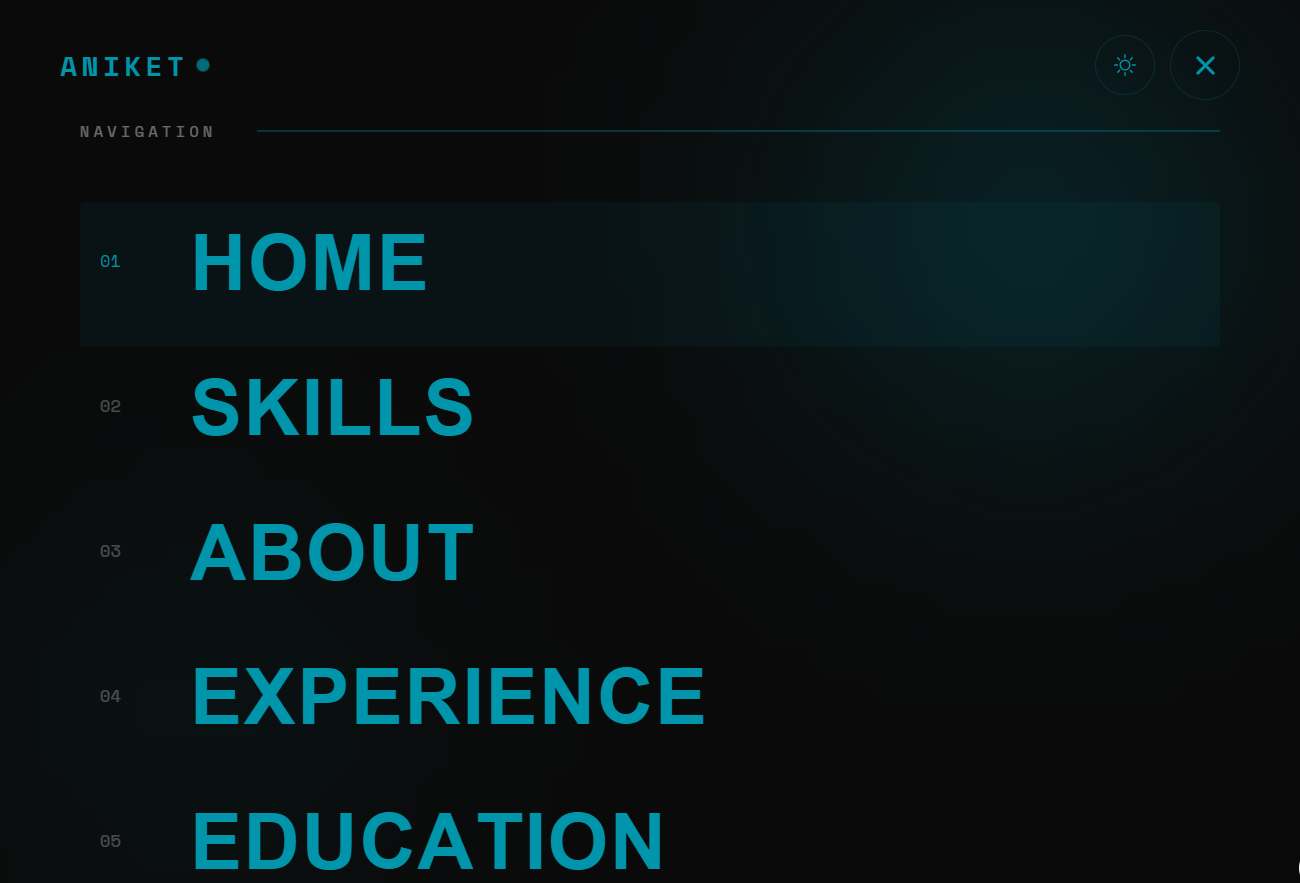 ANIKET
NAVIGATION
01 HOME
02 SKILLS
03 ABOUT
04 EXPERIENCE
05 EDUCATION